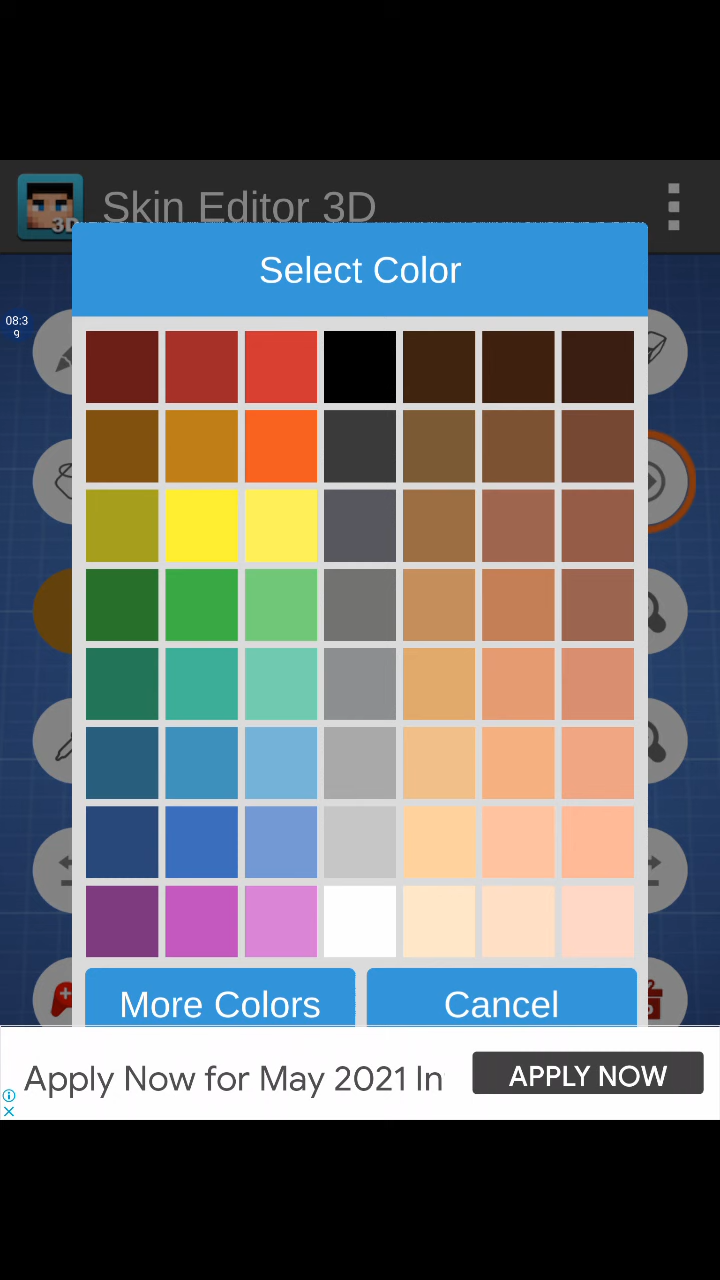 3D
Skin Editor 3D
Select Color
08:3
9
More Colors
Cancel
Apply Now for May 2021 In
APPLY NOW